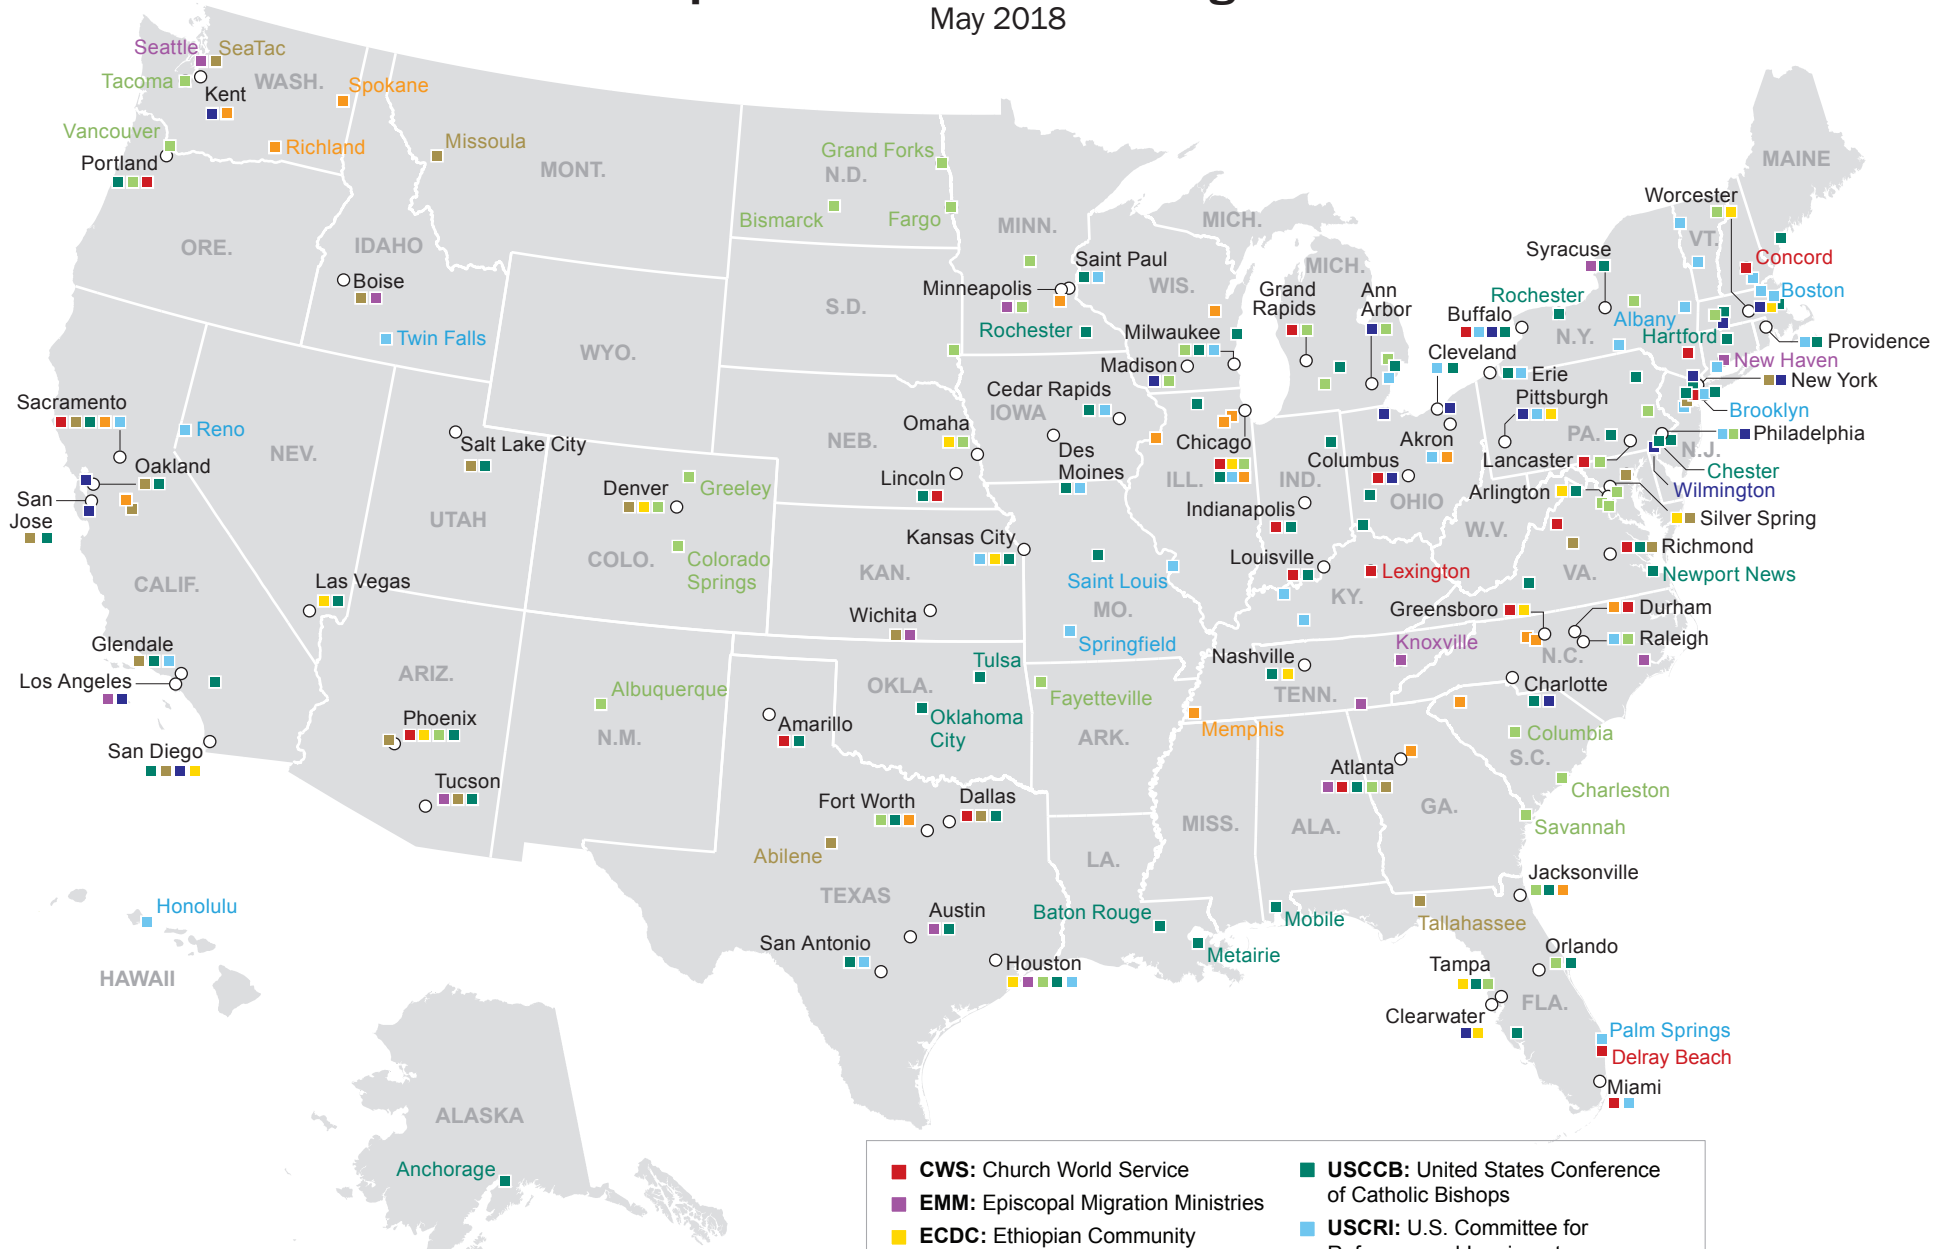 May 2018
Seattle
SeaTac
Tacoma
WASH.
Kent
Spokane
Vancouver
Richland
Missoula
Portland
MONT.
Grand Forks
N.D.
Bismarck
Fargo
MINN.
MICH.
MAINE
Worcester
VT.
ORE.
IDAHO
Boise
Twin Falls
S.D.
WYO.
Saint Paul
Minneapolis
WIS.
Rochester
Milwaukee
Madison
MICH.
Grand
Rapids
Ann
Arbor
Syracuse
Concord
Rochester
Boston
Buffalo
Albany
N.Y.
Hartford
Providence
Cleveland
New Haven
Erie
New York
Pittsburgh
Brooklyn
Sacramento
Reno
NEV.
Salt Lake City
Oakland
San
Jose
UTAH
Cedar Rapids
IOWA
Omaha
NEB.
Des
Moines
Lincoln
Chicago
ILL.
IND.
Akron
PA.
Philadelphia
N.J.
Columbus
OHIO
Lancaster
Chester
Arlington
Wilmington
Denver
Greeley
COLO.
Colorado
Springs
Indianapolis
W.V.
Silver Spring
Kansas City
KAN.
Louisville
Richmond
CALIF.
Las Vegas
Saint Louis
MO.
Lexington
KY.
VA.
Newport News
Wichita
Springfield
Greensboro
Durham
Glendale
Los Angeles
ARIZ.
Tulsa
OKLA.
Nashville
Knoxville
Raleigh
N.C.
Albuquerque
N.M.
Fayetteville
TENN.
Charlotte
Phoenix
Amarillo
Oklahoma
City
ARK.
Memphis
Columbia
S.C.
San Diego
Tucson
Fort Worth
Dallas
Atlanta
Charleston
MISS.
ALA.
GA.
Savannah
Abilene
TEXAS
LA.
Jacksonville
Honolulu
HAWAII
Austin
Baton Rouge
Mobile
Tallahassee
San Antonio
Houston
Metairie
Orlando
Tampa
FLA.
Clearwater
Palm Springs
Delray Beach
Miami
ALASKA
Anchorage
CWS: Church World Service
EMM: Episcopal Migration Ministries
ECDC: Ethiopian Community
USCCB: United States Conference
of Catholic Bishops
USCRI: U.S. Committee for